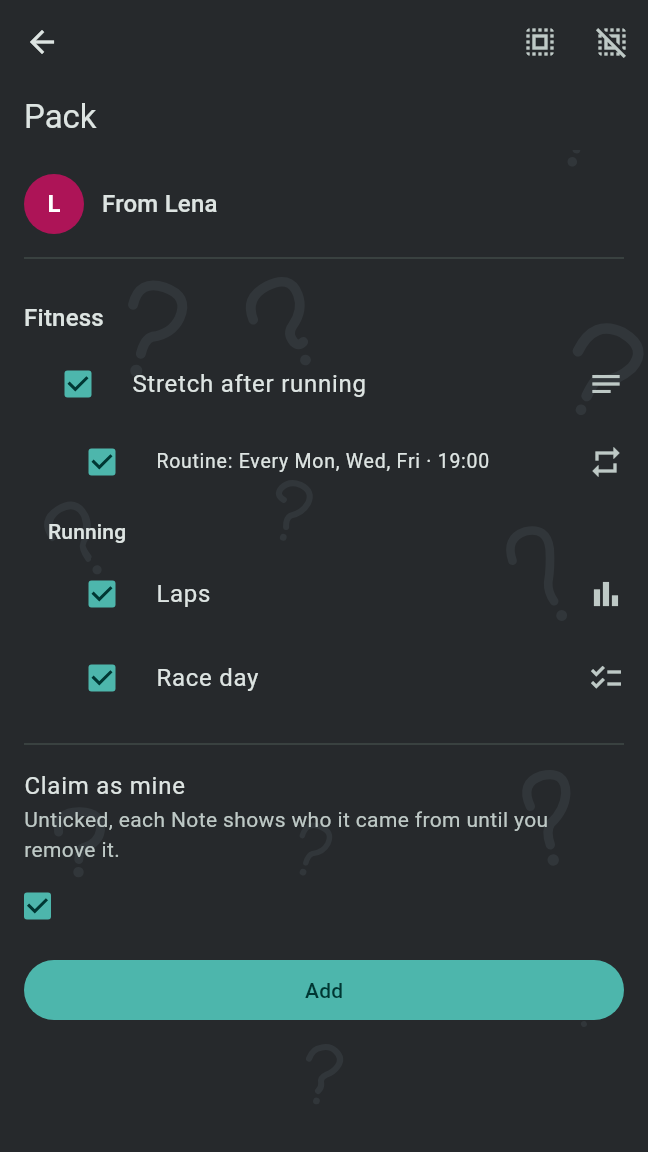 Pack
L
From Lena
Fitness
Stretch after running
Routine: Every Mon, Wed, Fri · 19:00
Running
Laps
Race day
Claim as mine
Unticked, each Note shows who it came from until you
remove it.
Add